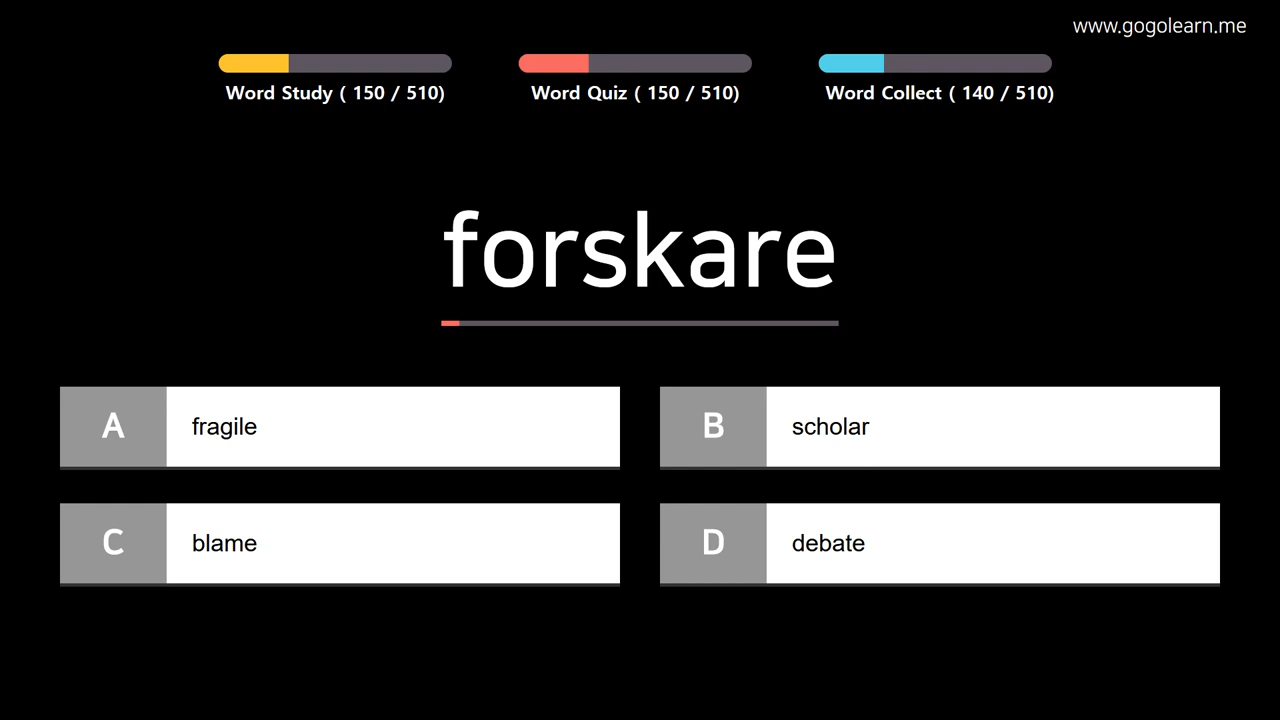 www.gogolearn.me
Word Study ( 150 / 510)
Word Quiz ( 150 / 510)
Word Collect ( 140 / 510)
forskare
A fragile
B scholar
C blame
D debate